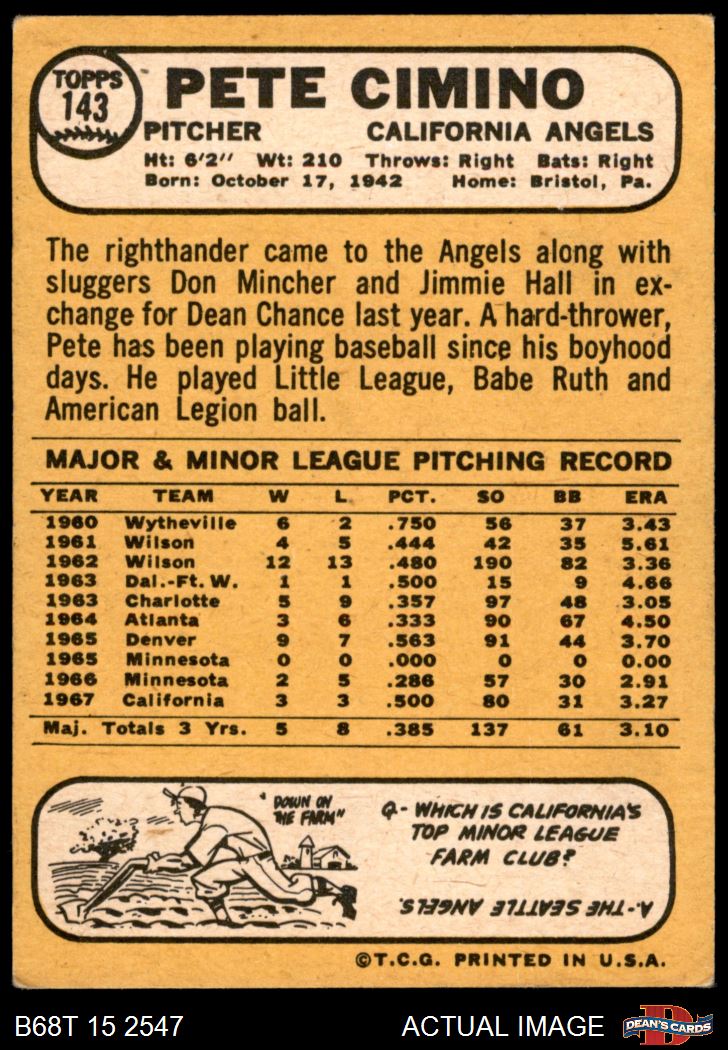 TOPPS
143
PETE CIMINO
PITCHER CALIFORNIA ANGELS
Ht: 6'2" Wt: 210 Throws: Right Bats: Right
Born: October 17, 1942 Home: Bristol, Pa.
The righthander came to the Angels along with
sluggers Don Mincher and Jimmie Hall in ex-
change for Dean Chance last year. A hard-thrower,
Pete has been playing baseball since his boyhood
days. He played Little League, Babe Ruth and
American Legion ball.
MAJOR & MINOR LEAGUE PITCHING RECORD
YEAR TEAM W L PCT. SO BB ERA
1960 Wytheville 6 2 .750 56 37 3.43
1961 Wilson 4 5 .444 42 35 5.61
1962 Wilson 12 13 .480 190 82 3.36
1963 Dal.-Ft. W. 1 1 .500 15 9 4.66
1963 Charlotte 5 9 .357 97 48 3.05
1964 Atlanta 3 6 .333 90 67 4.50
1965 Denver 9 7 .563 91 44 3.70
1965 Minnesota 0 0 .000 0 0 0.00
1966 Minnesota 2 5 .286 57 30 2.91
1967 California 3 3 .500 80 31 3.27
Maj. Totals 3 Yrs. 5 8 .385 137 61 3.10
"DOWN ON
THE FARM"
Q- WHICH IS CALIFORNIA'S
TOP MINOR LEAGUE
FARM CLUB?
A-THE SEATTLE ANGELS.
©T.C.G. PRINTED IN U.S.A.
B68T 15 2547 ACTUAL IMAGE
D
DEAN'S CARDS